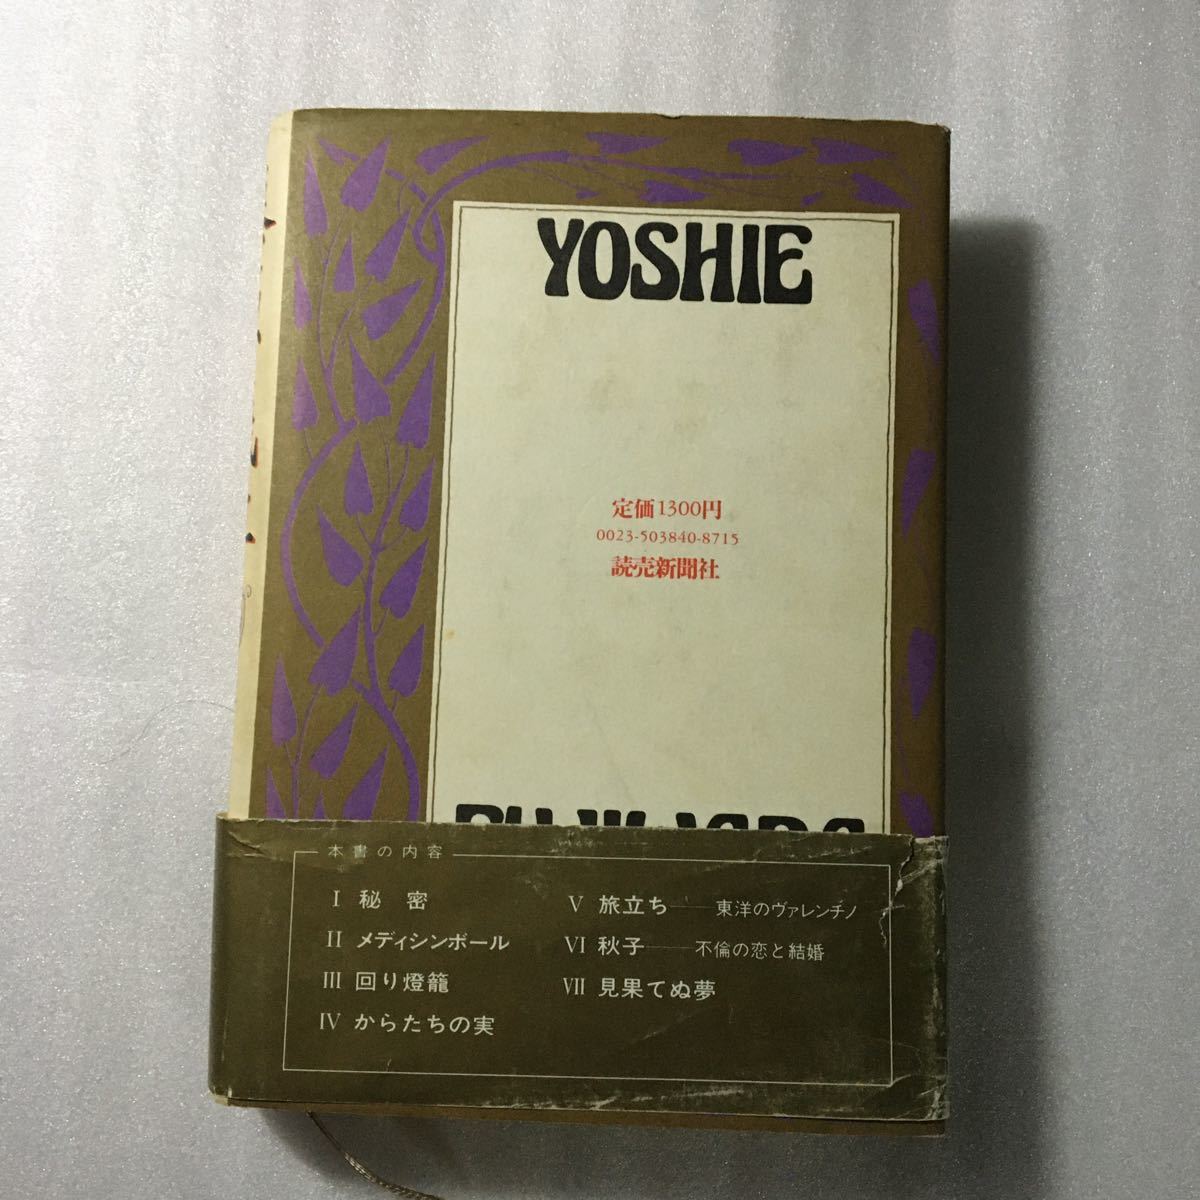 YOSHIE
定価1300円
0023-503840-8715
読売新聞社
本書の内容
I 秘密
II メディシンボール
III 回り燈籠
IV からたちの実
V 旅立ち──東洋のヴァレンチノ
VI 秋子──不倫の恋と結婚
VII 見果てぬ夢